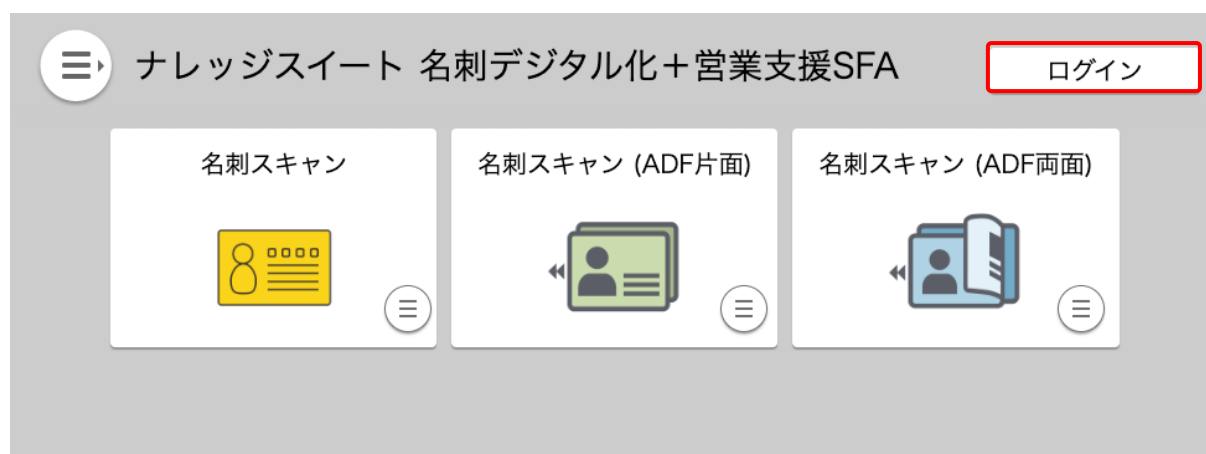 ナレッジスイート 名刺デジタル化＋営業支援SFA
ログイン
名刺スキャン
名刺スキャン (ADF片面)
名刺スキャン (ADF両面)